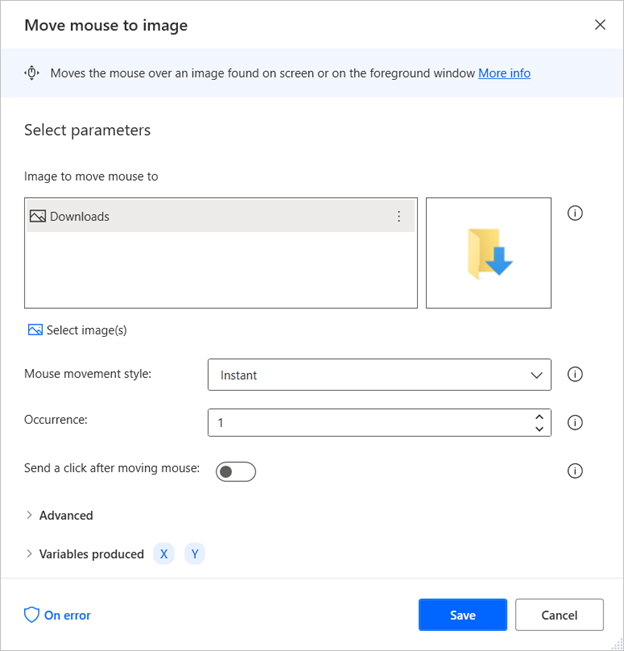 Move mouse to image
Moves the mouse over an image found on screen or on the foreground window More info
Select parameters
Image to move mouse to
Downloads
Select image(s)
Mouse movement style:
Instant
Occurrence:
1
Send a click after moving mouse:
Advanced
Variables produced X Y
On error
Save
Cancel